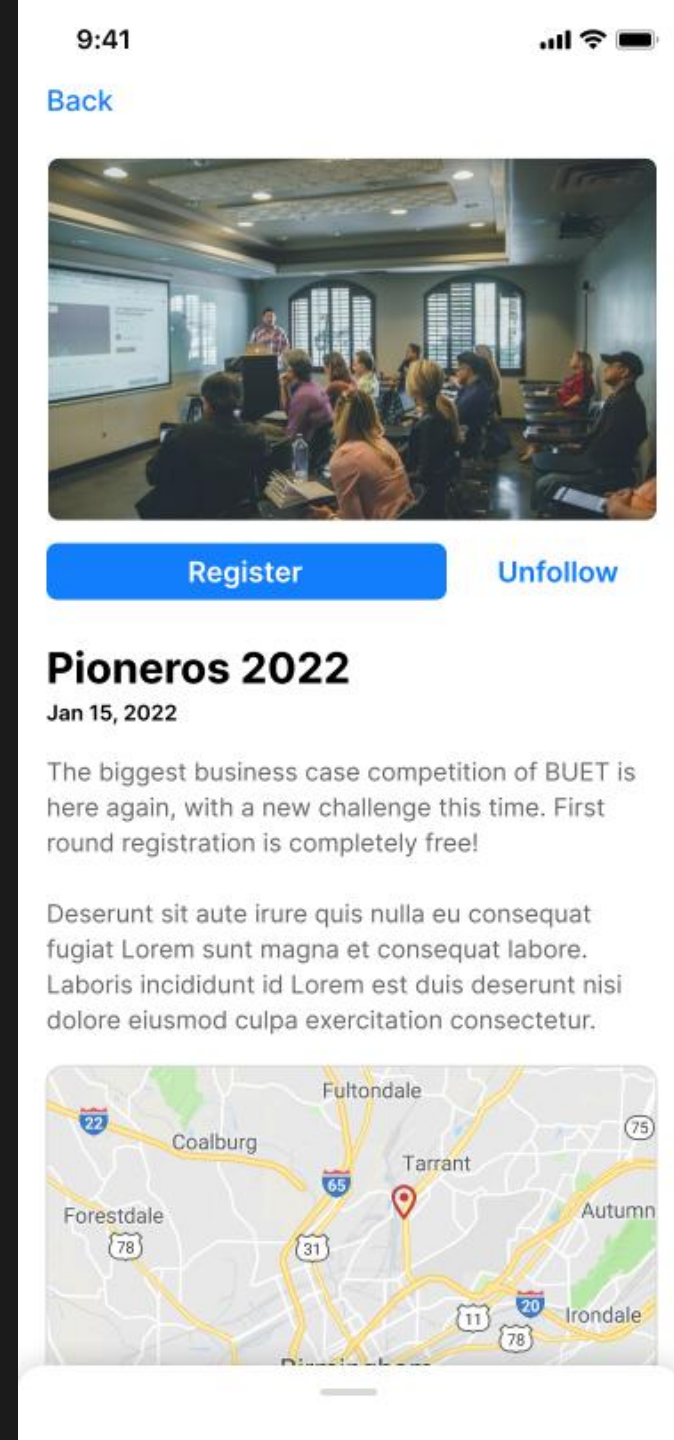 9:41
Back
Register
Unfollow
Pioneros 2022
Jan 15, 2022
The biggest business case competition of BUET is
here again, with a new challenge this time. First
round registration is completely free!
Deserunt sit aute irure quis nulla eu consequat
fugiat Lorem sunt magna et consequat labore.
Laboris incididunt id Lorem est duis deserunt nisi
dolore eiusmod culpa exercitation consectetur.
Fultondale
22
75
Coalburg
Tarrant
65
Forestdale
Autumn
78
31
20
11
Irondale
78
Birmingham